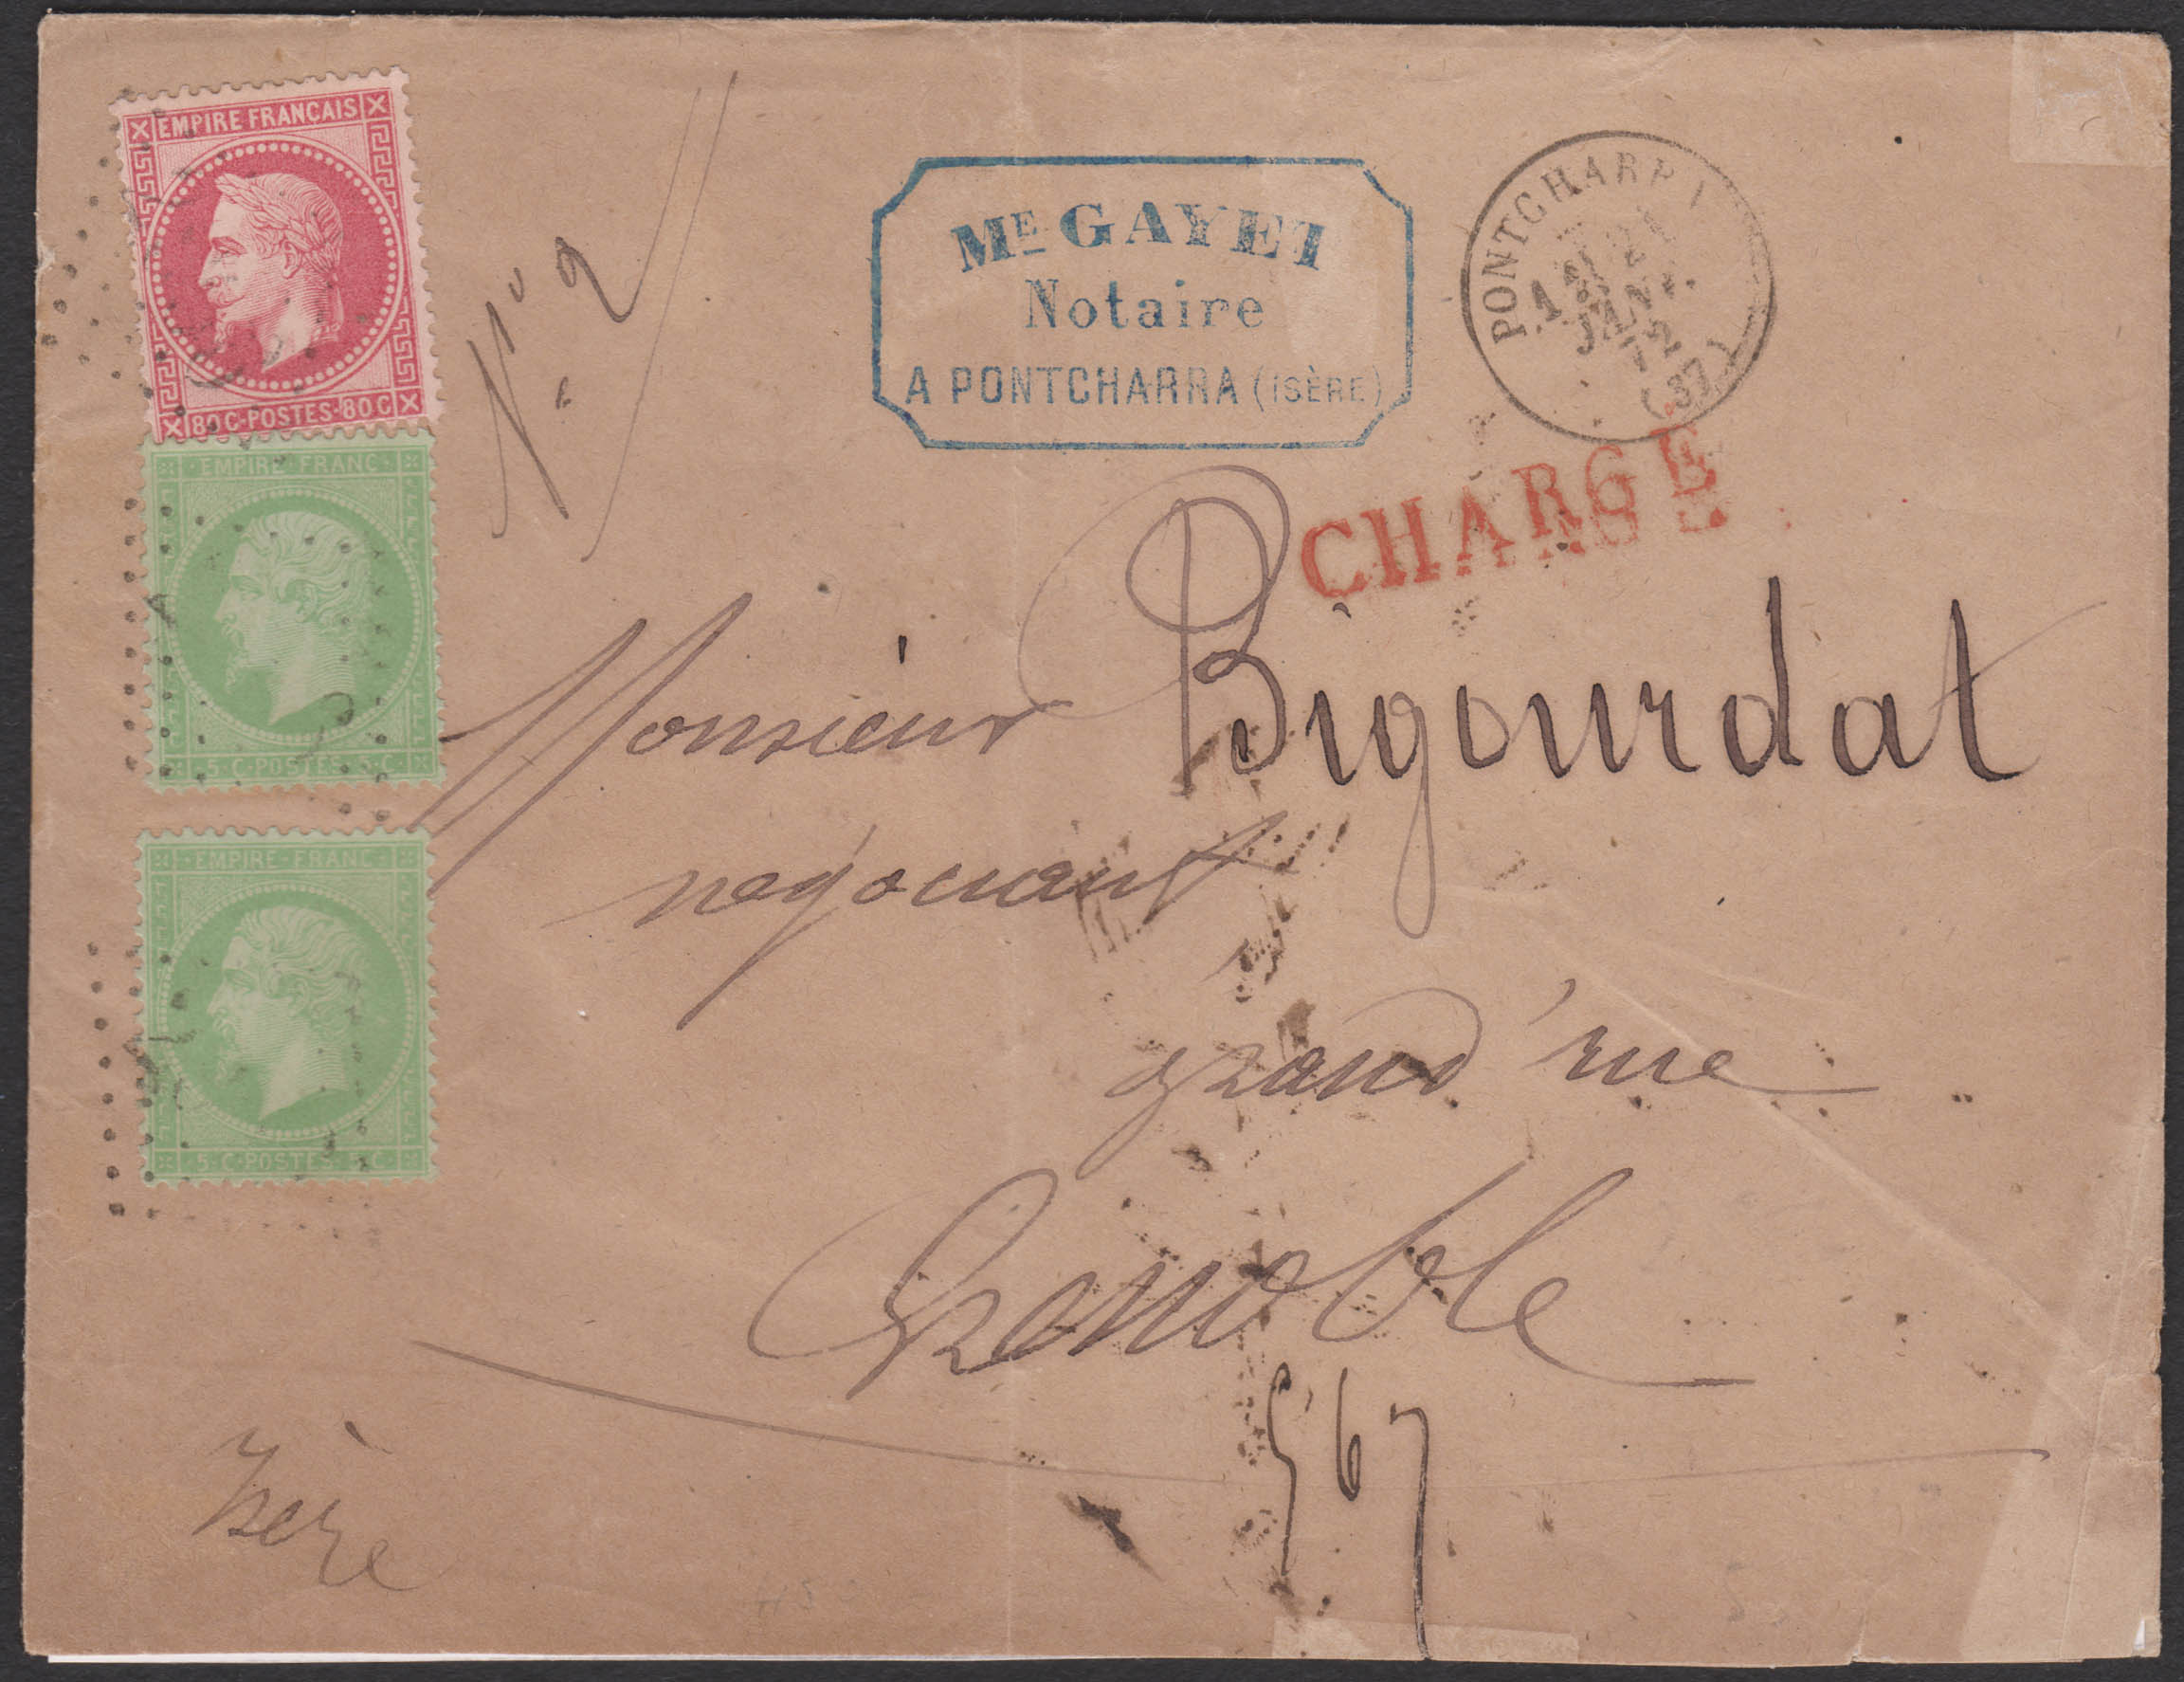 EMPIRE FRANÇAIS
80 C·POSTES·80 C
EMPIRE·FRANC
5·C·POSTES·5·C
EMPIRE·FRANC
5·C·POSTES·5·C
N° 2
ME GAYET
Notaire
A PONTCHARRA (ISÈRE)
PONTCHARRA
JANV.
72
(37)
CHARGE
Monsieur Bigourdat
négociant
grand'rue
Grenoble
567
Isère